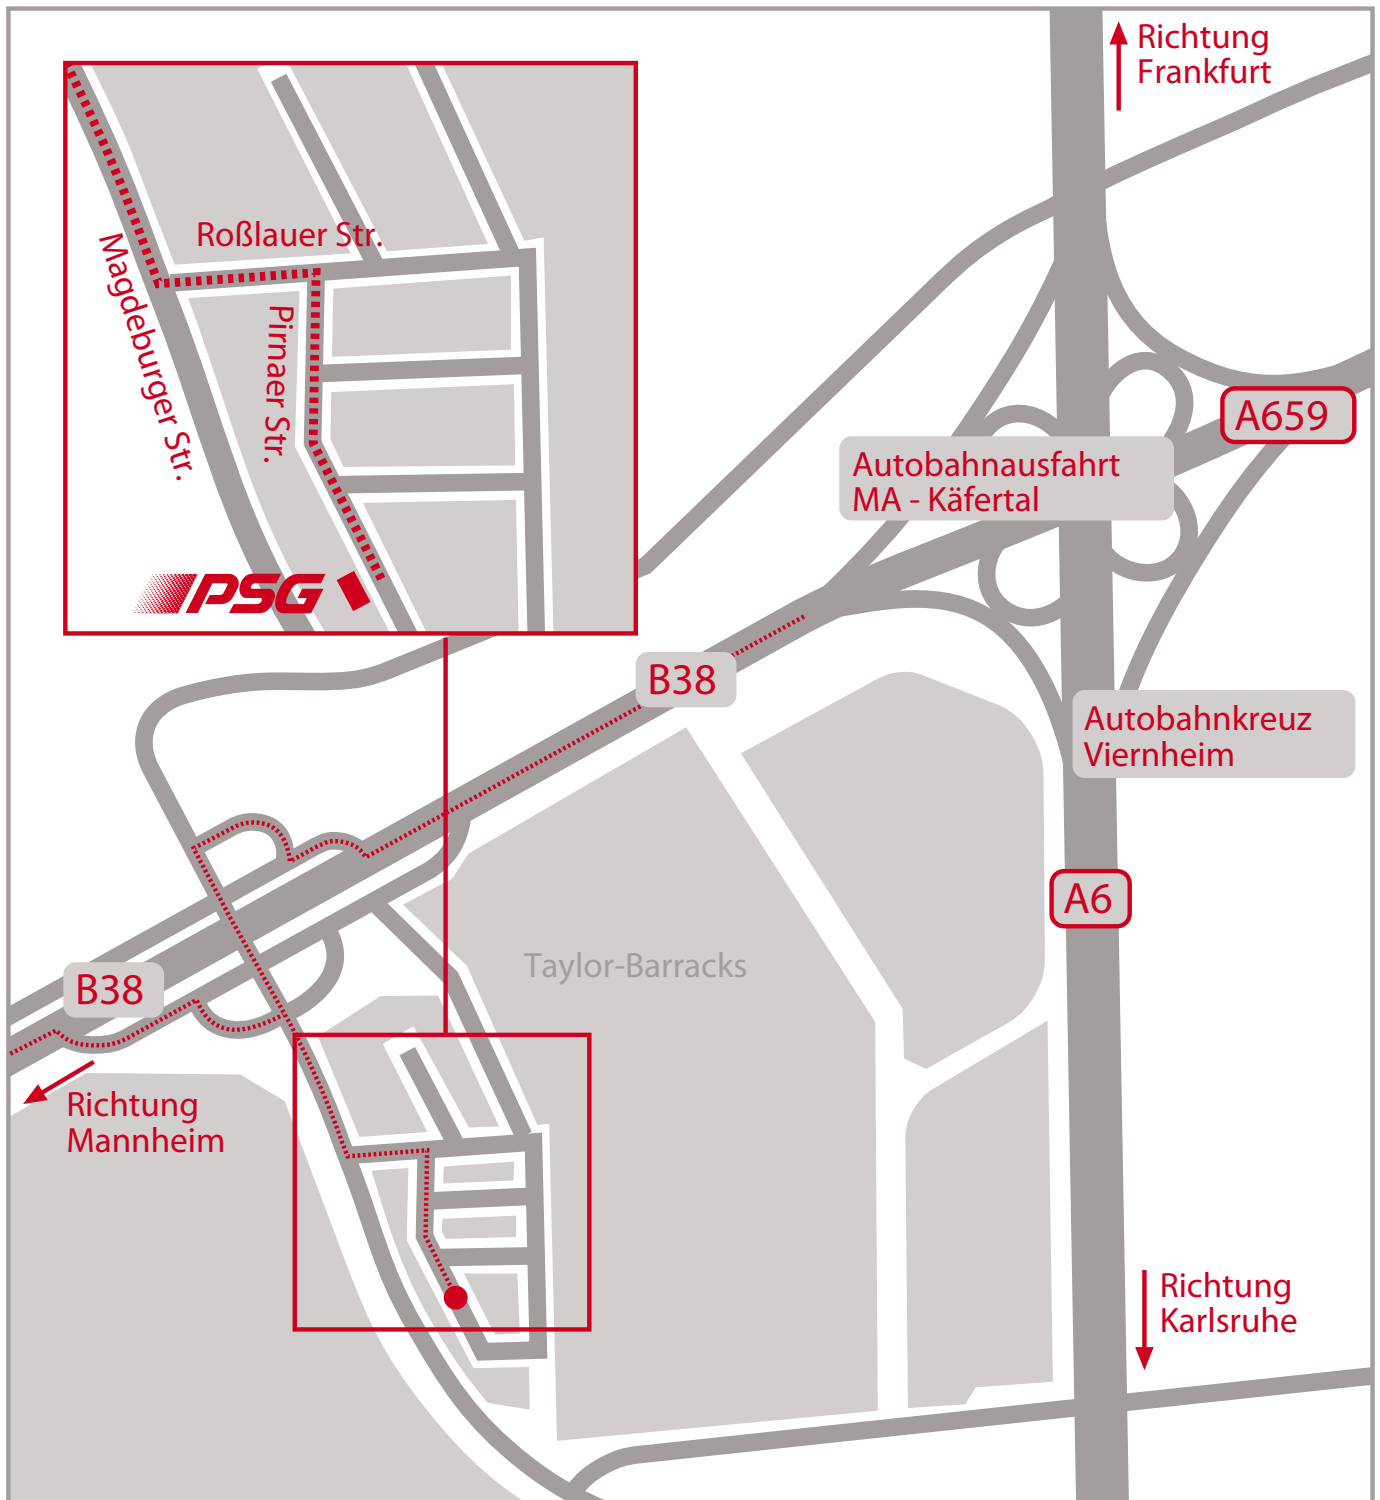 Richtung
Frankfurt
Roßlauer Str.
Magdeburger Str.
Pirnaer Str.
PSG
A659
Autobahnausfahrt
MA - Käfertal
B38
Autobahnkreuz
Viernheim
A6
Taylor-Barracks
B38
Richtung
Mannheim
Richtung
Karlsruhe